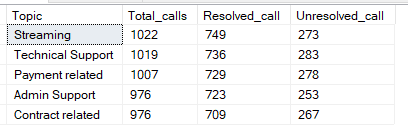 Topic Total_calls Resolved_call Unresolved_call
Streaming 1022 749 273
Technical Support 1019 736 283
Payment related 1007 729 278
Admin Support 976 723 253
Contract related 976 709 267